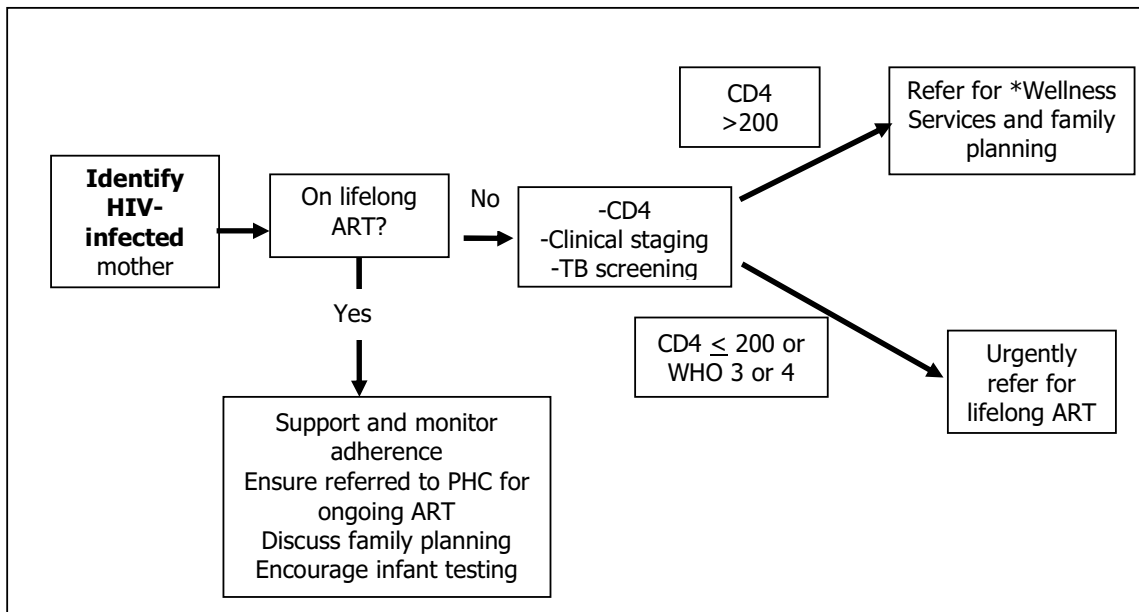 Identify
HIV-
infected
mother
On lifelong
ART?
No
Yes
-CD4
-Clinical staging
-TB screening
CD4
>200
Refer for *Wellness
Services and family
planning
CD4 < 200 or
WHO 3 or 4
Urgently
refer for
lifelong ART
Support and monitor
adherence
Ensure referred to PHC for
ongoing ART
Discuss family planning
Encourage infant testing